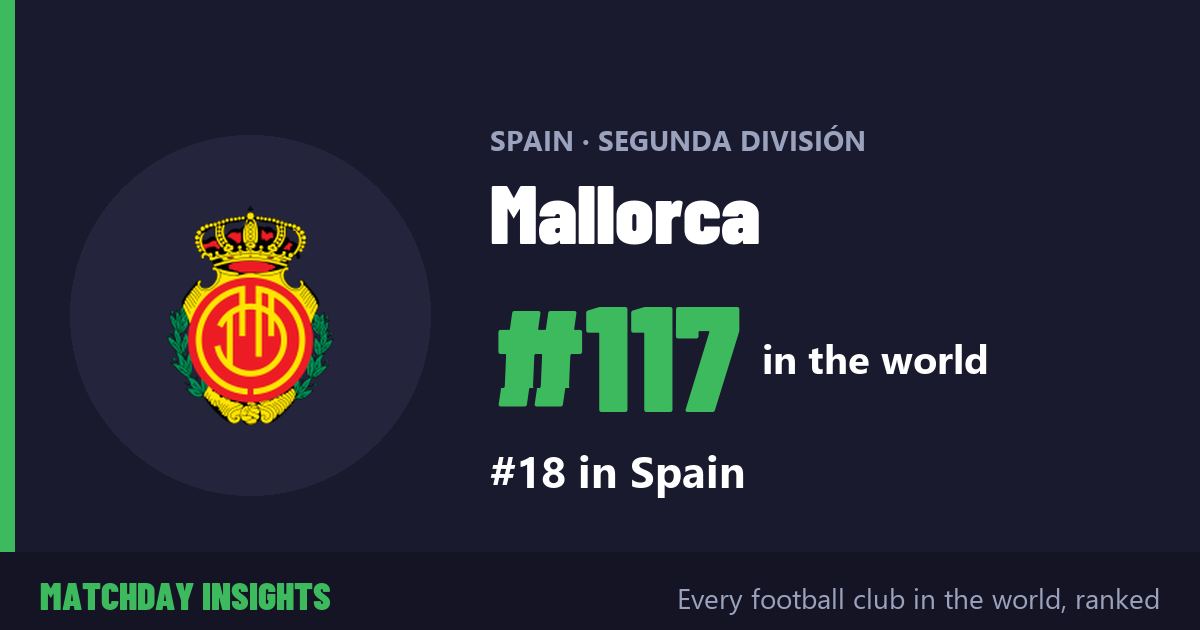 SPAIN · SEGUNDA DIVISIÓN
Mallorca
#117 in the world
#18 in Spain
MATCHDAY INSIGHTS
Every football club in the world, ranked